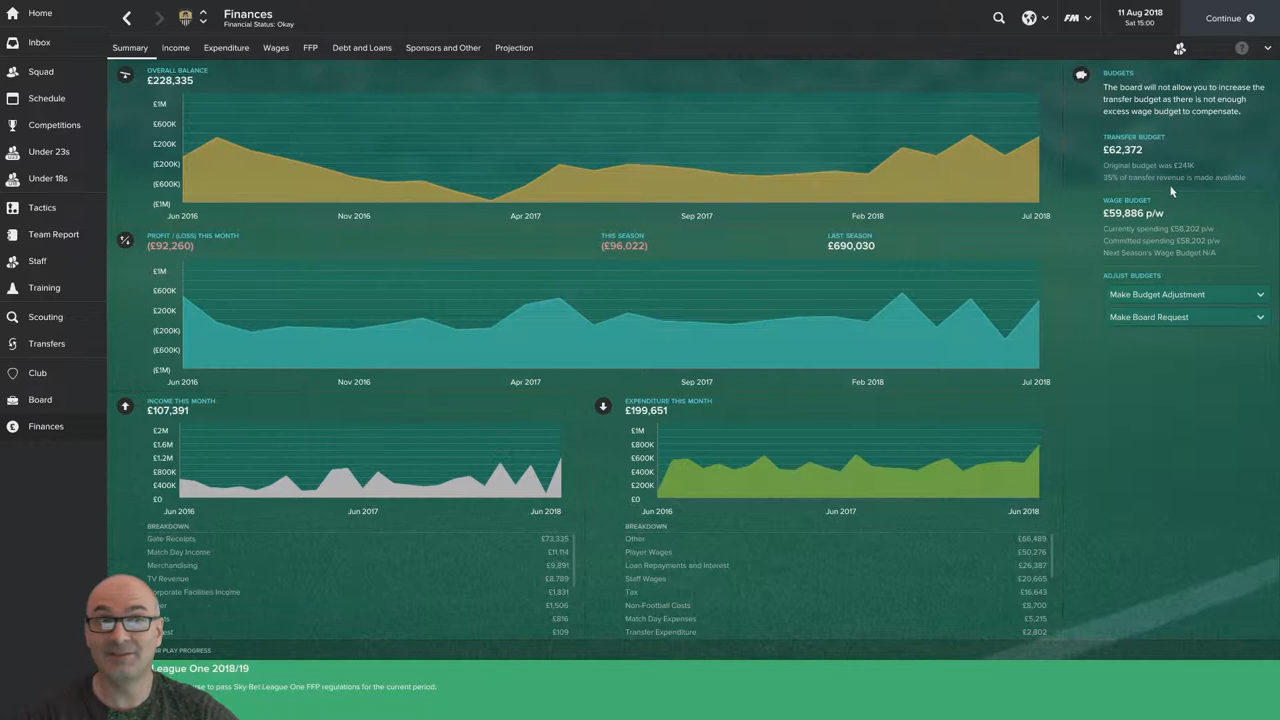 Home
Inbox
Squad
Schedule
Competitions
Under 23s
Under 18s
Tactics
Team Report
Staff
Training
Scouting
Transfers
Club
Board
Finances
Finances
Financial Status: Okay
FM
11 Aug 2018
Sat 15:00
Continue
Summary
Income
Expenditure
Wages
FFP
Debt and Loans
Sponsors and Other
Projection
OVERALL BALANCE
£228,335
£1M
£600K
£200K
(£200K)
(£600K)
(£1M)
Jun 2016
Nov 2016
Apr 2017
Sep 2017
Feb 2018
Jul 2018
PROFIT / (LOSS) THIS MONTH
(£92,260)
THIS SEASON
(£96,022)
LAST SEASON
£690,030
£1M
£600K
£200K
(£200K)
(£600K)
(£1M)
Jun 2016
Nov 2016
Apr 2017
Sep 2017
Feb 2018
Jul 2018
INCOME THIS MONTH
£107,391
£2M
£1.6M
£1.2M
£800K
£400K
£0
Jun 2016
Jun 2017
Jun 2018
BREAKDOWN
Gate Receipts £73,335
Match Day Income £11,114
Merchandising £9,891
TV Revenue £8,789
orporate Facilities Income £1,831
£1,506
£816
£109
EXPENDITURE THIS MONTH
£199,651
£1M
£800K
£600K
£400K
£200K
£0
Jun 2016
Jun 2017
Jun 2018
BREAKDOWN
Other £66,489
Player Wages £50,276
Loan Repayments and Interest £26,387
Staff Wages £20,665
Tax £16,643
Non-Football Costs £8,700
Match Day Expenses £5,215
Transfer Expenditure £2,802
BUDGETS
The board will not allow you to increase the
transfer budget as there is not enough
excess wage budget to compensate.
TRANSFER BUDGET
£62,372
Original budget was £241K
35% of transfer revenue is made available
WAGE BUDGET
£59,886 p/w
Currently spending £58,202 p/w
Committed spending £58,202 p/w
Next Season's Wage Budget N/A
ADJUST BUDGETS
Make Budget Adjustment
Make Board Request
IR PLAY PROGRESS
League One 2018/19
rse to pass Sky Bet League One FFP regulations for the current period.